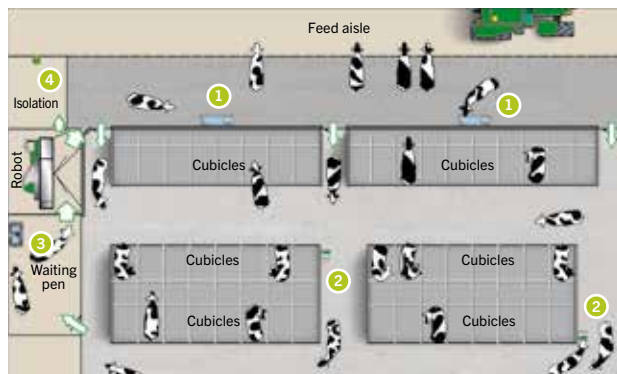 Feed aisle
4
1
Isolation
1
Robot
Cubicles
Cubicles
3
Waiting
pen
Cubicles
2
Cubicles
2
Cubicles
Cubicles